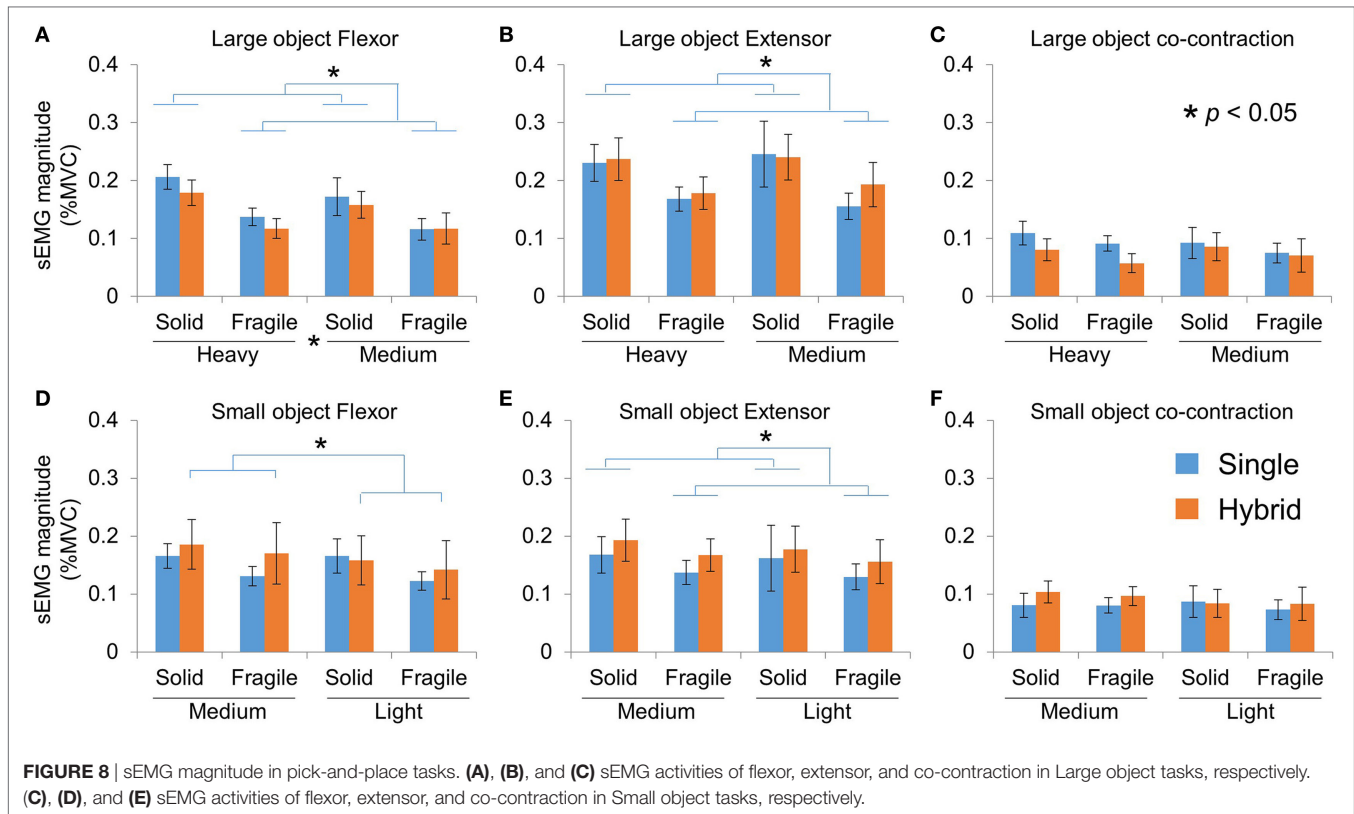 A Large object Flexor
*
0.4
0.3
0.2
0.1
0
sEMG magnitude
(%MVC)
Solid Fragile Solid Fragile
Heavy * Medium
B Large object Extensor
*
0.4
0.3
0.2
0.1
0
Solid Fragile Solid Fragile
Heavy Medium
C Large object co-contraction
* p < 0.05
0.4
0.3
0.2
0.1
0
Solid Fragile Solid Fragile
Heavy Medium
D Small object Flexor
*
0.4
0.3
0.2
0.1
0
sEMG magnitude
(%MVC)
Solid Fragile Solid Fragile
Medium Light
E Small object Extensor
*
0.4
0.3
0.2
0.1
0
Solid Fragile Solid Fragile
Medium Light
F Small object co-contraction
0.4
0.3
0.2
0.1
0
Single
Hybrid
Solid Fragile Solid Fragile
Medium Light
FIGURE 8 | sEMG magnitude in pick-and-place tasks. (A), (B), and (C) sEMG activities of flexor, extensor, and co-contraction in Large object tasks, respectively.
(C), (D), and (E) sEMG activities of flexor, extensor, and co-contraction in Small object tasks, respectively.